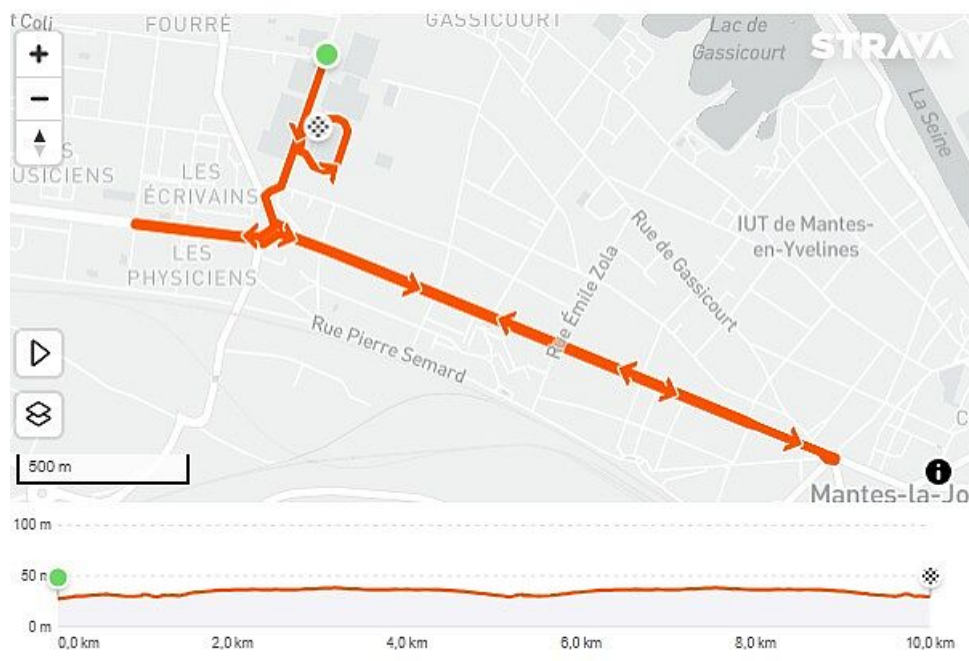 t Coli
FOURRÉ
GASSICOURT
Lac de
Gassicourt
STRAVA
La Seine
USICIENS
LES
ÉCRIVAINS
LES
PHYSICIENS
IUT de Mantes-
en-Yvelines
Rue de Gassicourt
Rue Émile Zola
Rue Pierre Semard
500 m
Mantes-la-Jo
100 m
50 m
0 m
0,0 km
2,0 km
4,0 km
6,0 km
8,0 km
10,0 km